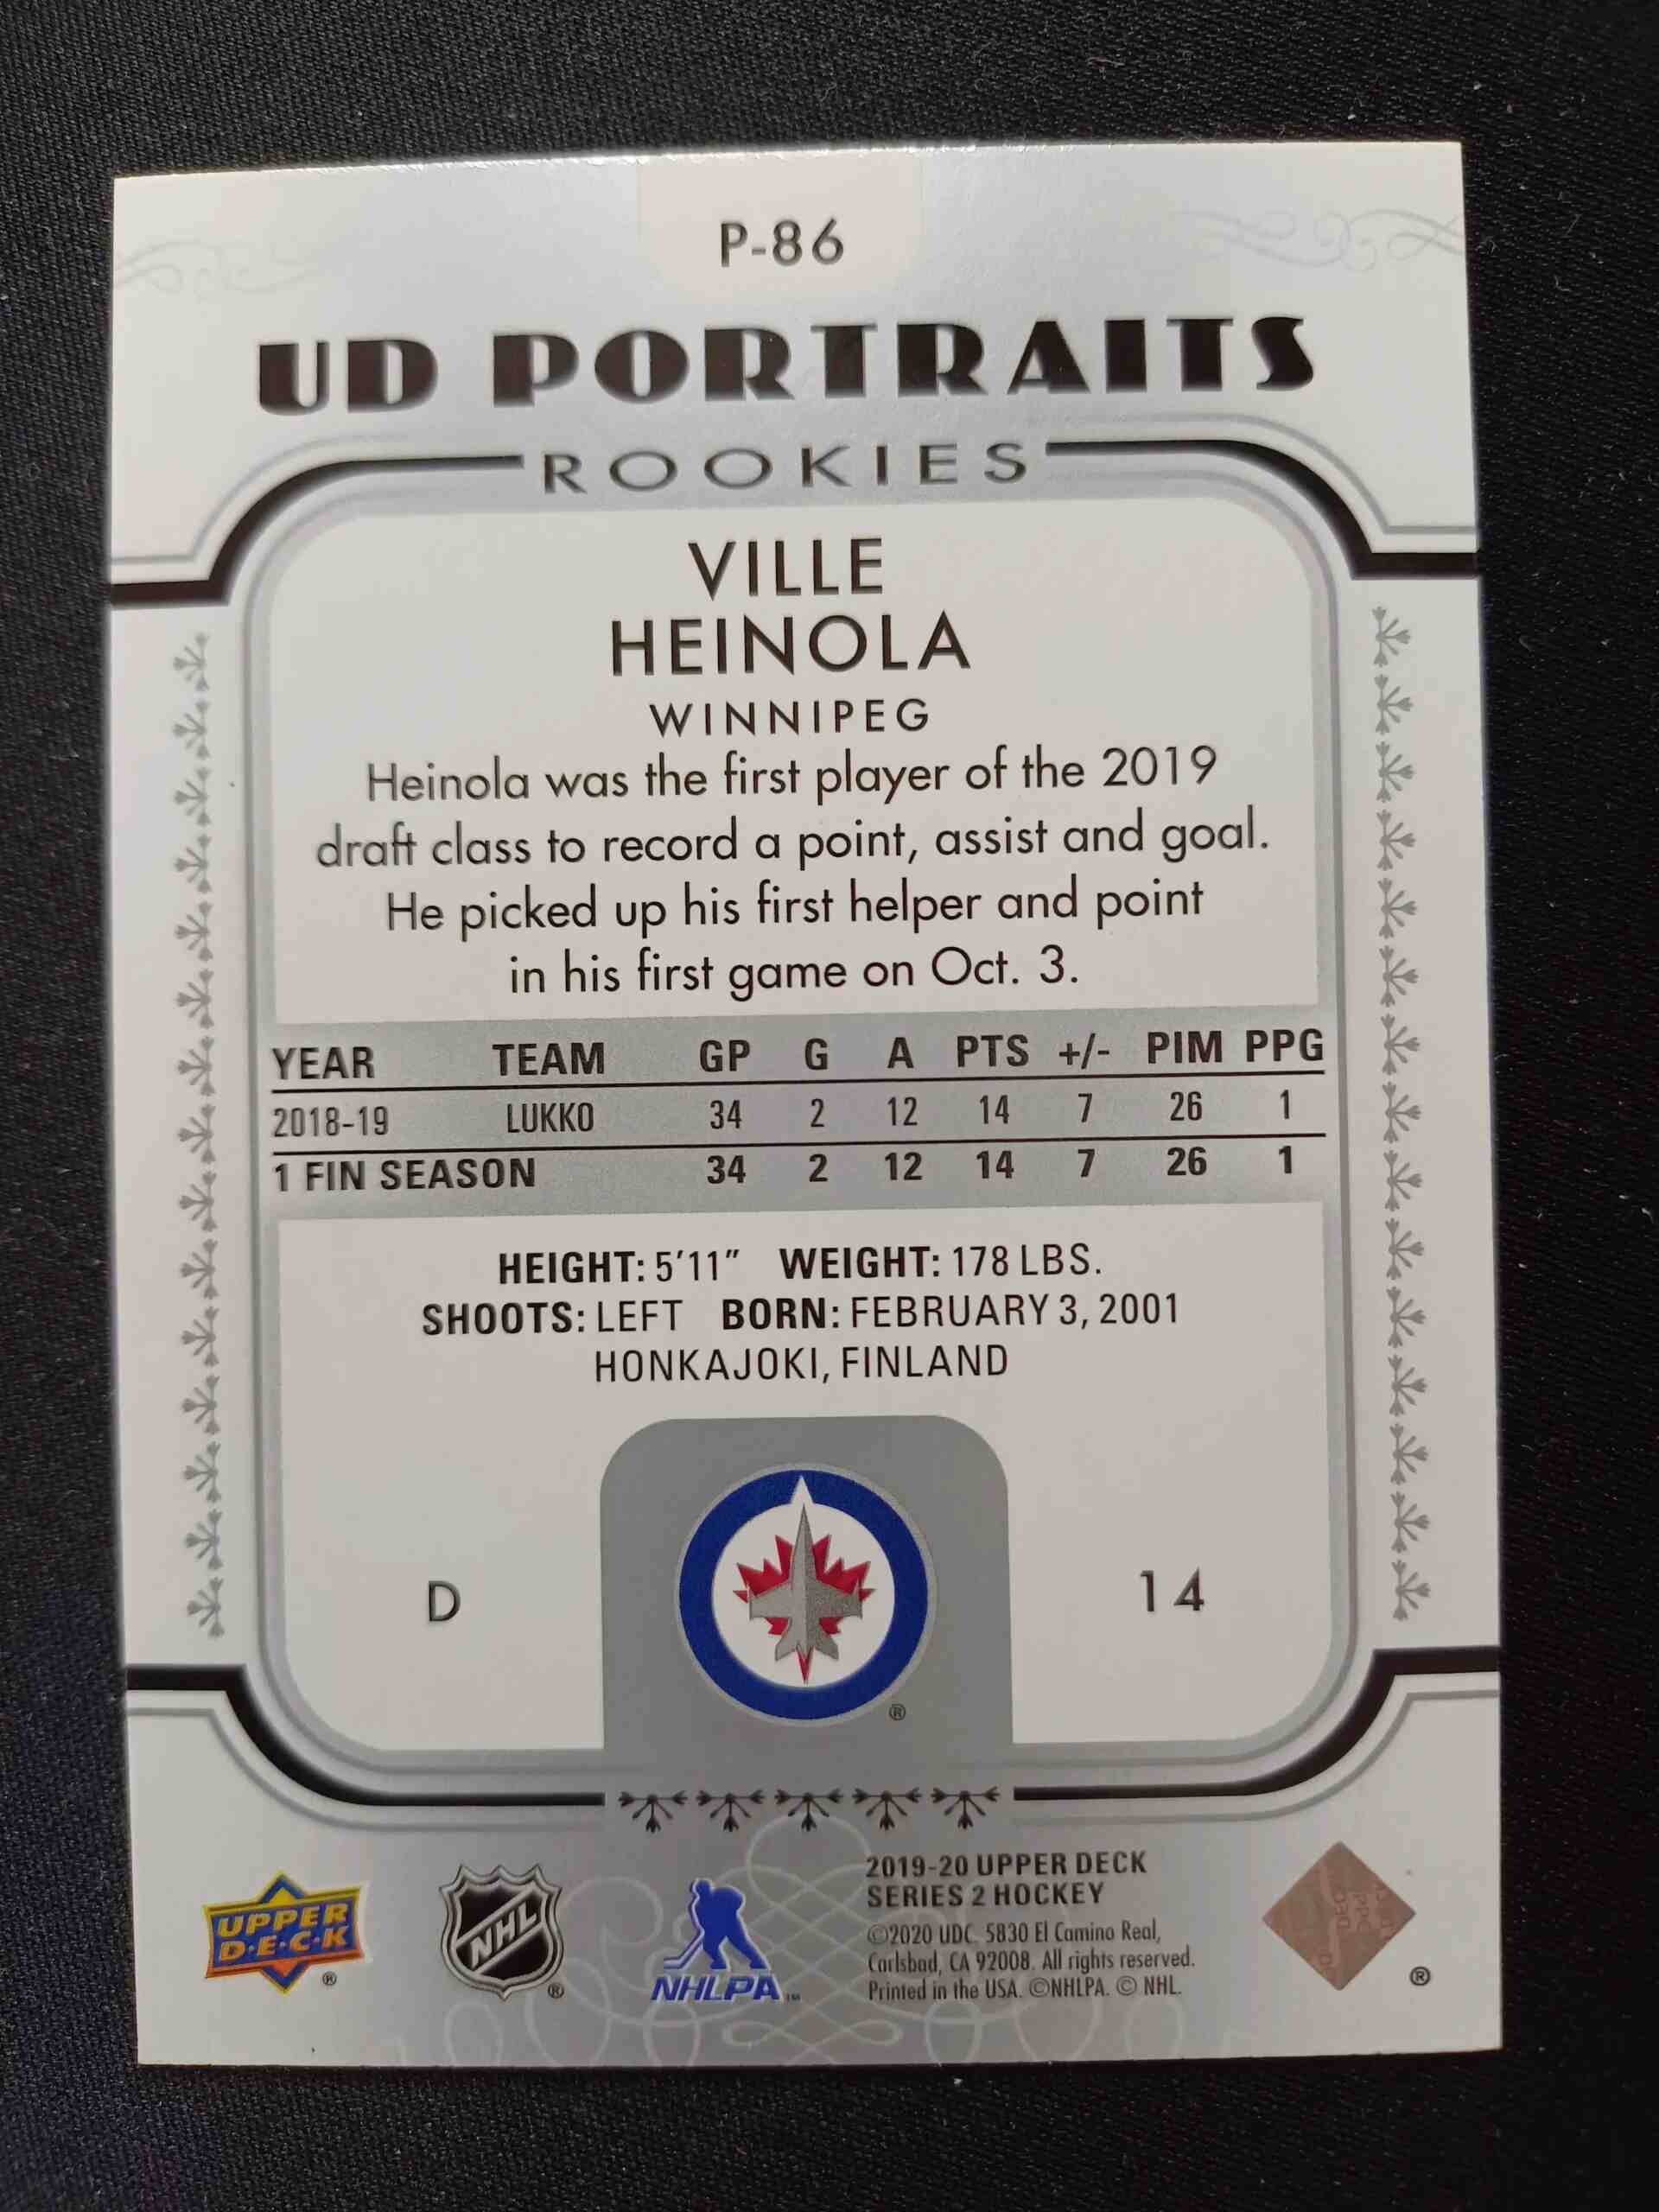 P-86
UD PORTRAITS
ROOKIES
VILLE
HEINOLA
WINNIPEG
Heinola was the first player of the 2019
draft class to record a point, assist and goal.
He picked up his first helper and point
in his first game on Oct. 3.
YEAR TEAM GP G A PTS +/- PIM PPG
2018-19 LUKKO 34 2 12 14 7 26 1
1 FIN SEASON 34 2 12 14 7 26 1
HEIGHT: 5'11" WEIGHT: 178 LBS.
SHOOTS: LEFT BORN: FEBRUARY 3, 2001
HONKAJOKI, FINLAND
D 14
®
UPPER
D·E·C·K
®
NHL
®
NHLPA
™
2019-20 UPPER DECK
SERIES 2 HOCKEY
©2020 UDC. 5830 El Camino Real,
Carlsbad, CA 92008. All rights reserved.
Printed in the USA. ©NHLPA. © NHL.
®